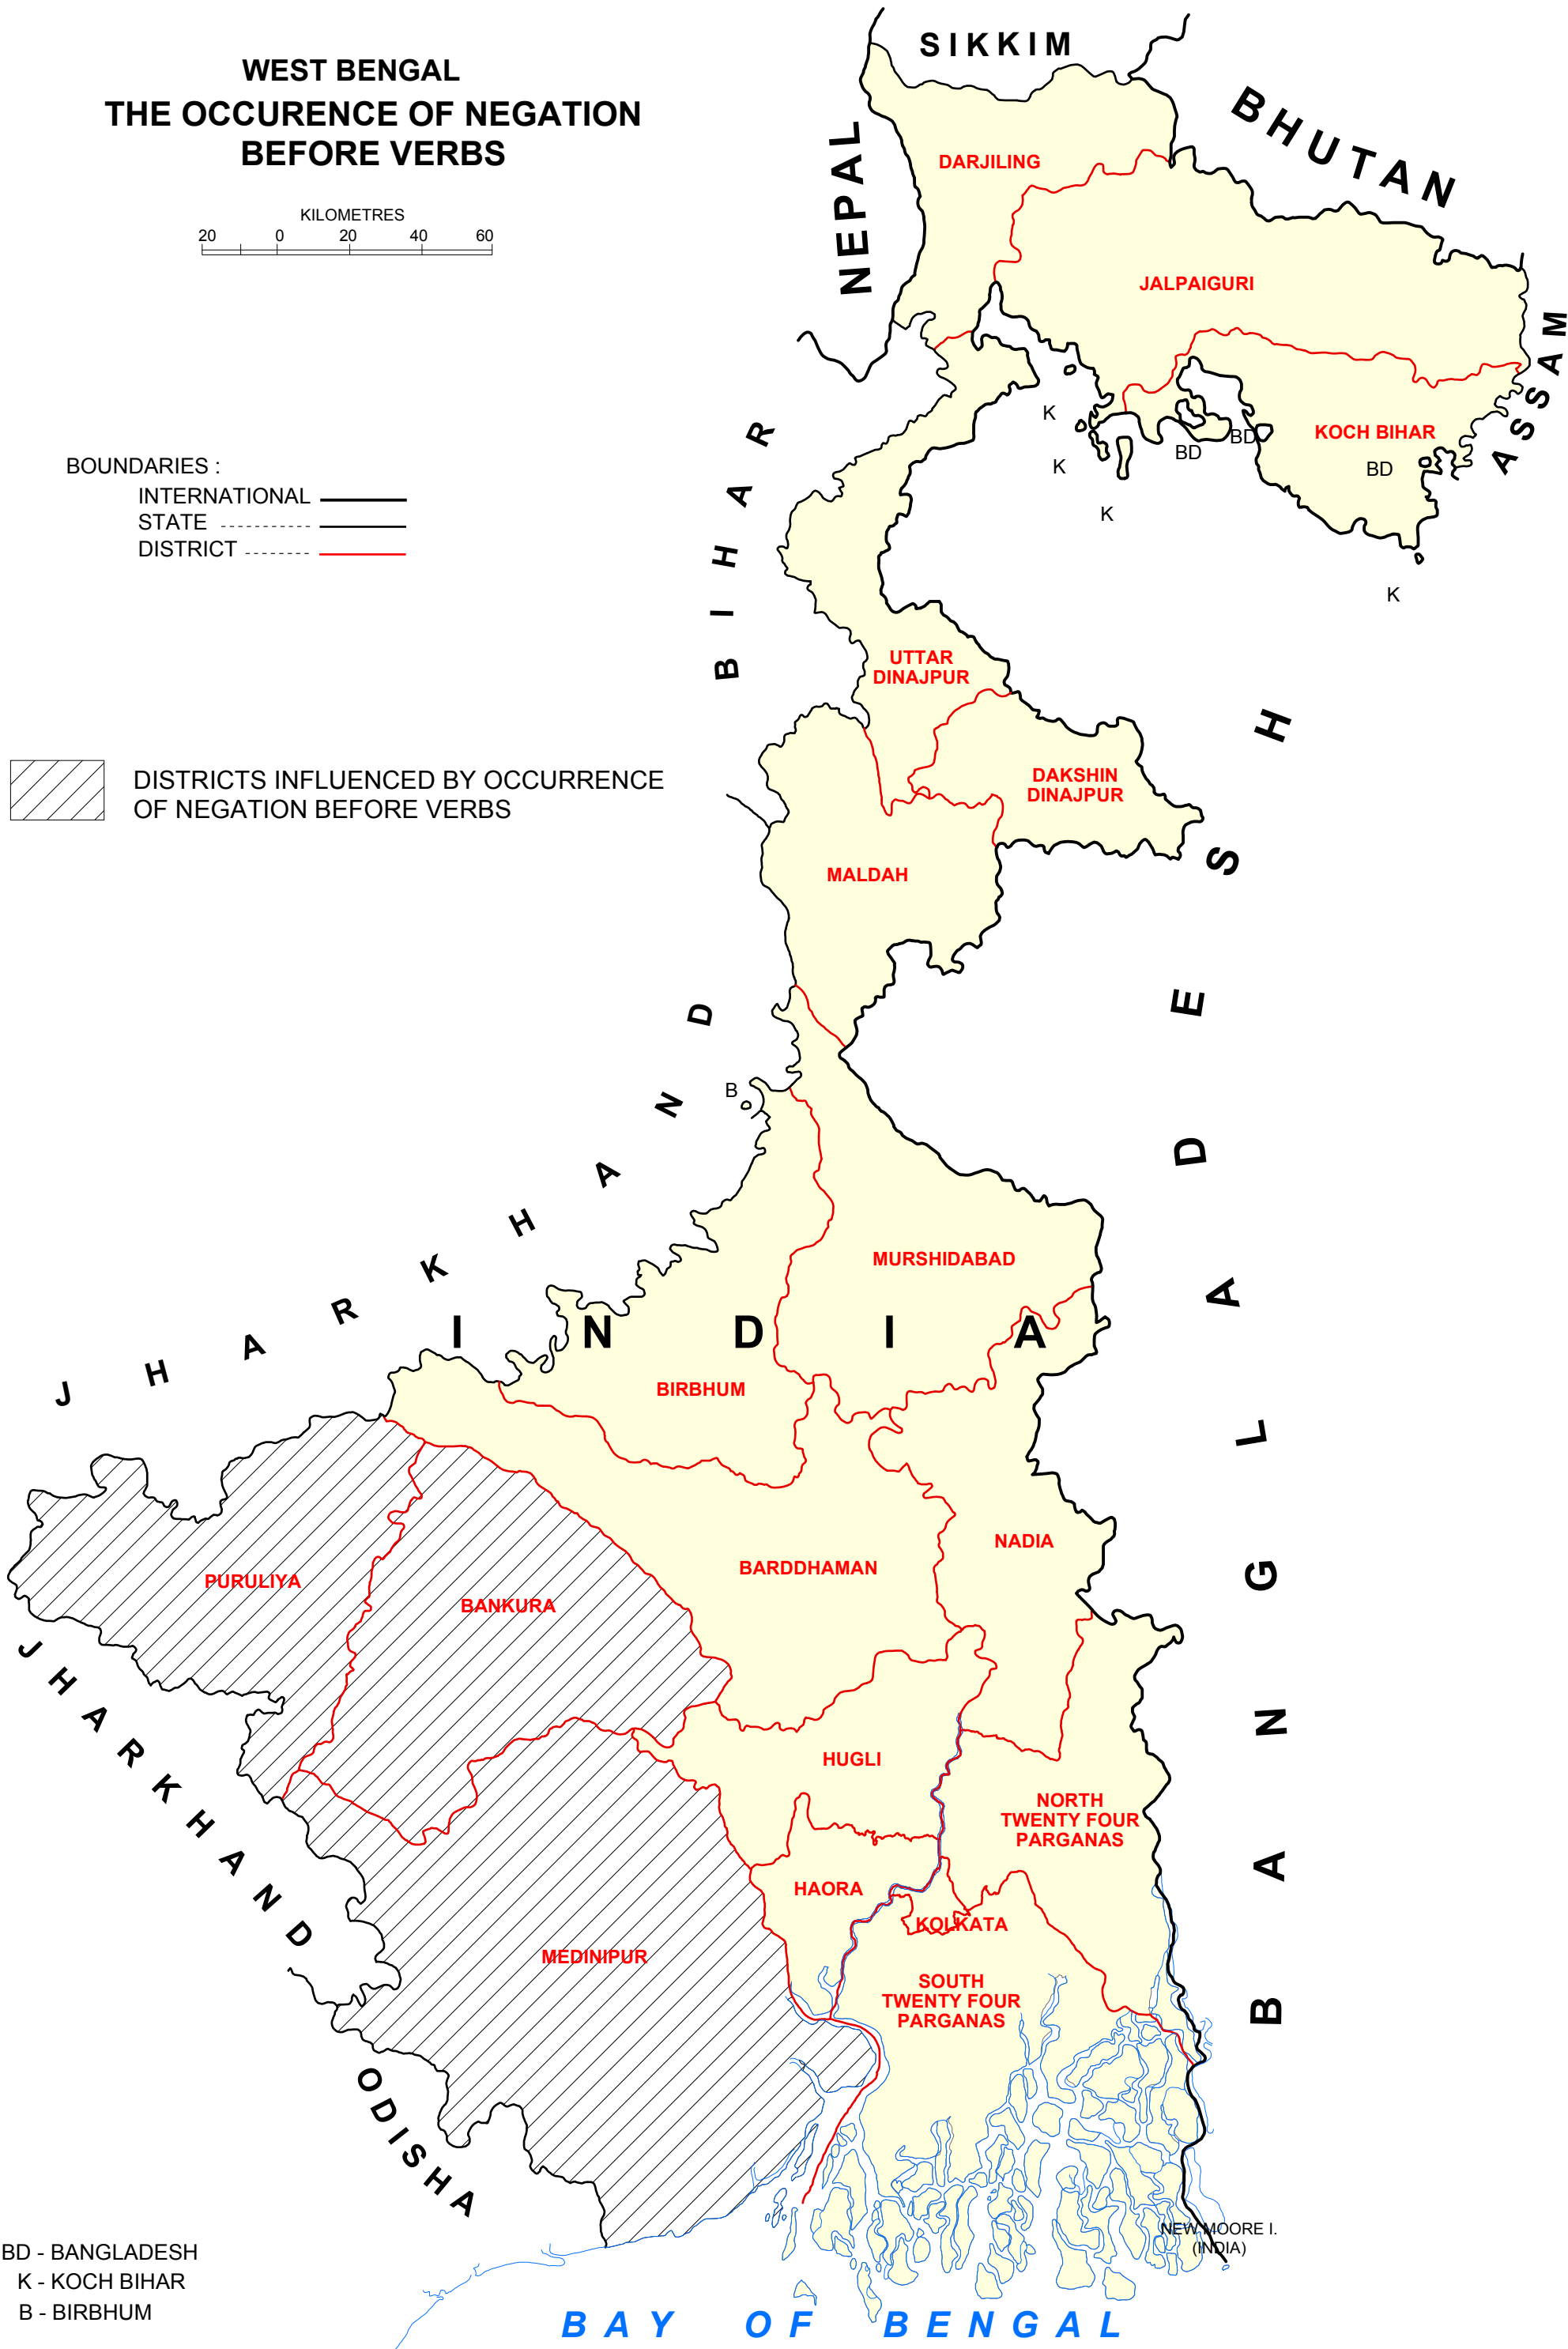 WEST BENGAL
THE OCCURENCE OF NEGATION
BEFORE VERBS
KILOMETRES
20 0 20 40 60
BOUNDARIES :
INTERNATIONAL
STATE
DISTRICT
DISTRICTS INFLUENCED BY OCCURRENCE
OF NEGATION BEFORE VERBS
SIKKIM
BHUTAN
NEPAL
ASSAM
BIHAR
DARJILING
JALPAIGURI
KOCH BIHAR
K
K
K
K
BD
BD
BD
UTTAR
DINAJPUR
DAKSHIN
DINAJPUR
MALDAH
BANGLADESH
JHARKHAND
B
MURSHIDABAD
INDIA
BIRBHUM
NADIA
BARDDHAMAN
PURULIYA
BANKURA
JHARKHAND
HUGLI
NORTH
TWENTY FOUR
PARGANAS
HAORA
KOLKATA
MEDINIPUR
SOUTH
TWENTY FOUR
PARGANAS
ODISHA
NEW MOORE I.
(INDIA)
BAY OF BENGAL
BD - BANGLADESH
K - KOCH BIHAR
B - BIRBHUM